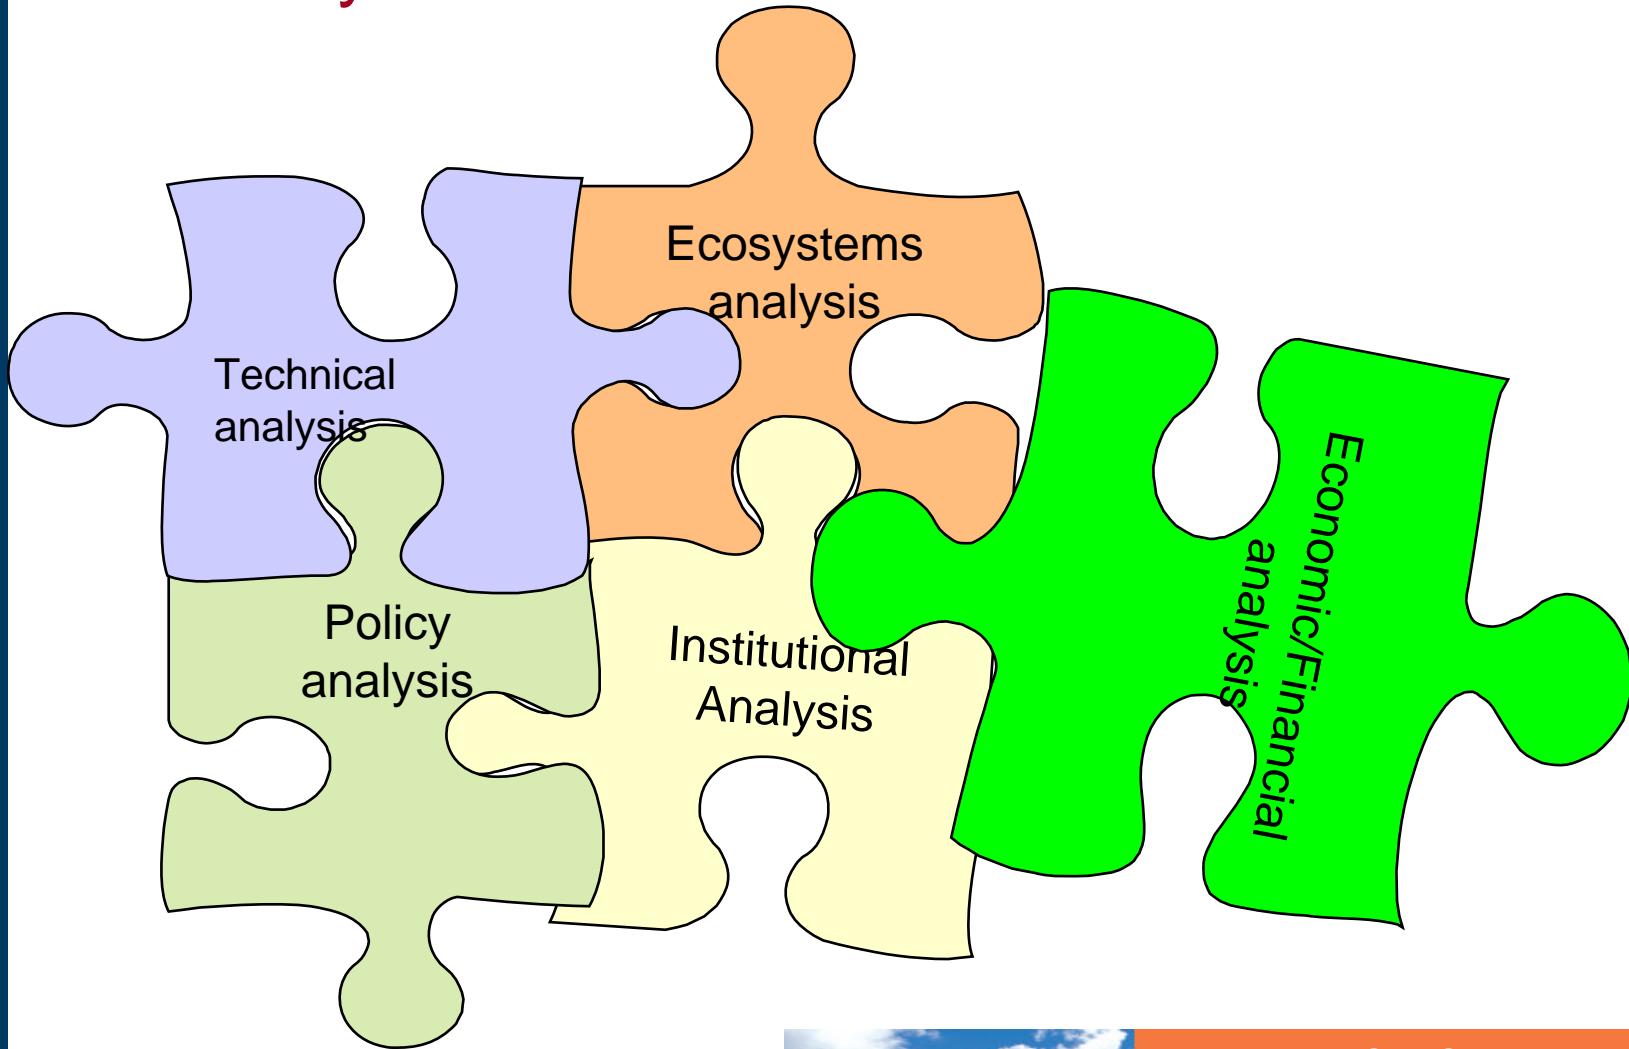 Ecosystems
analysis
Technical
analysis
Economic/Financial
analysis
Policy
analysis
Institutional
Analysis